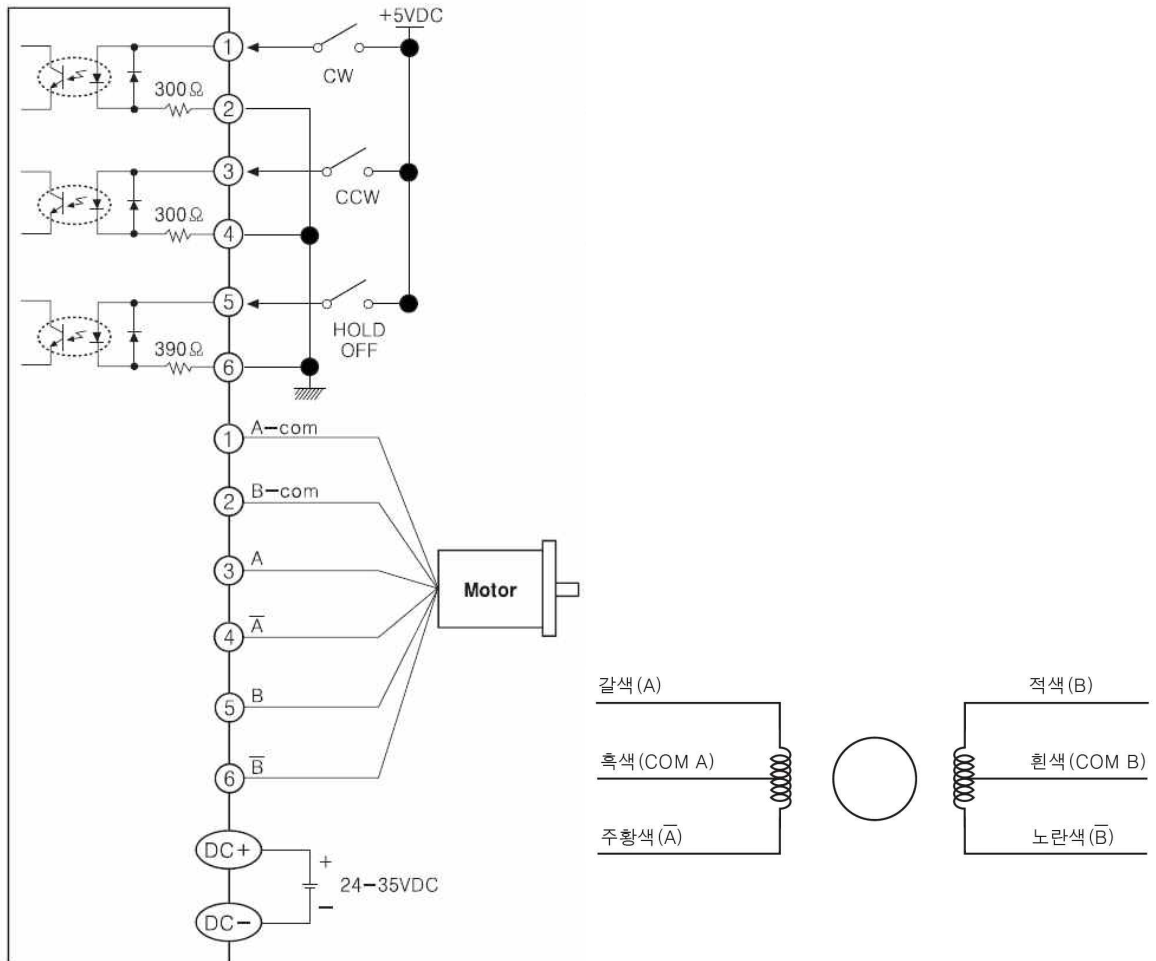 +5VDC
1
CW
300Ω
2
3
CCW
300Ω
4
5
HOLD
OFF
390Ω
6
1 A-com
2 B-com
3 A
4 A̅
5 B
6 B̅
Motor
DC+
+
24-35VDC
DC-
−
갈색(A)
흑색(COM A)
주황색(A̅)
적색(B)
흰색(COM B)
노란색(B̅)